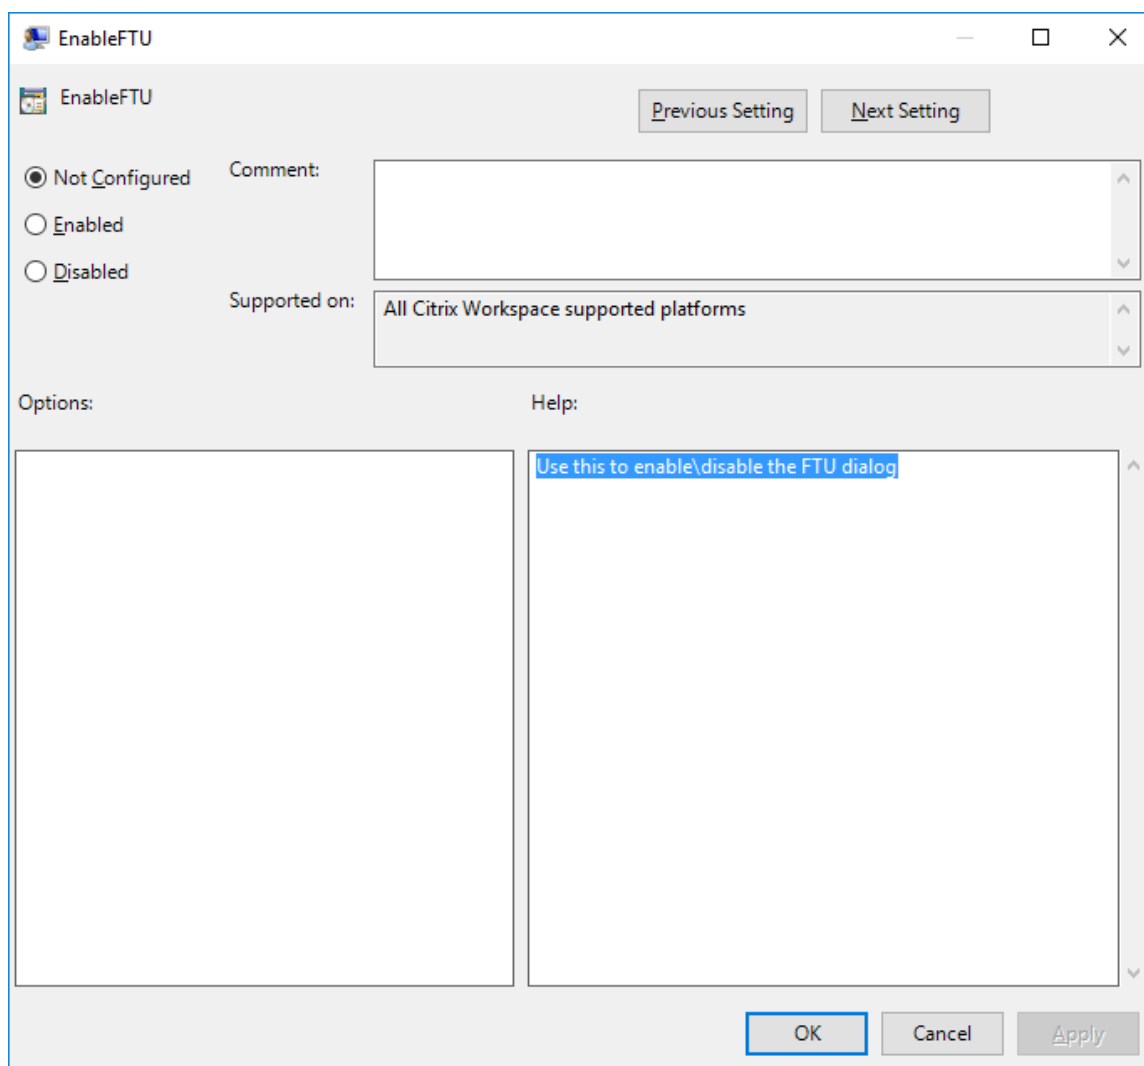 EnableFTU
EnableFTU
Previous Setting
Next Setting
Not Configured
Enabled
Disabled
Comment:
Supported on:
All Citrix Workspace supported platforms
Options:
Help:
Use this to enable\disable the FTU dialog
OK
Cancel
Apply